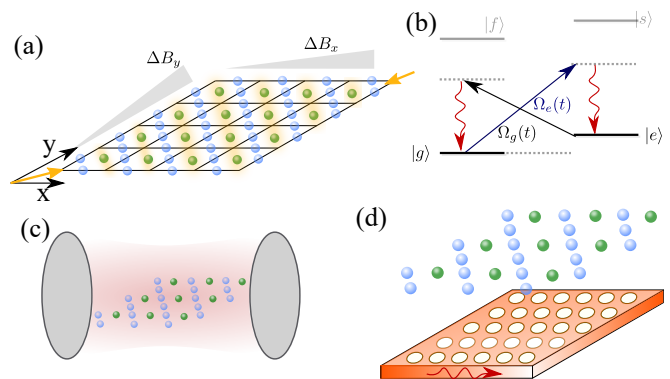 (a)
ΔB_y
ΔB_x
y
x
(b)
|f⟩
|s⟩
Ω_e(t)
Ω_g(t)
|g⟩
|e⟩
(c)
(d)